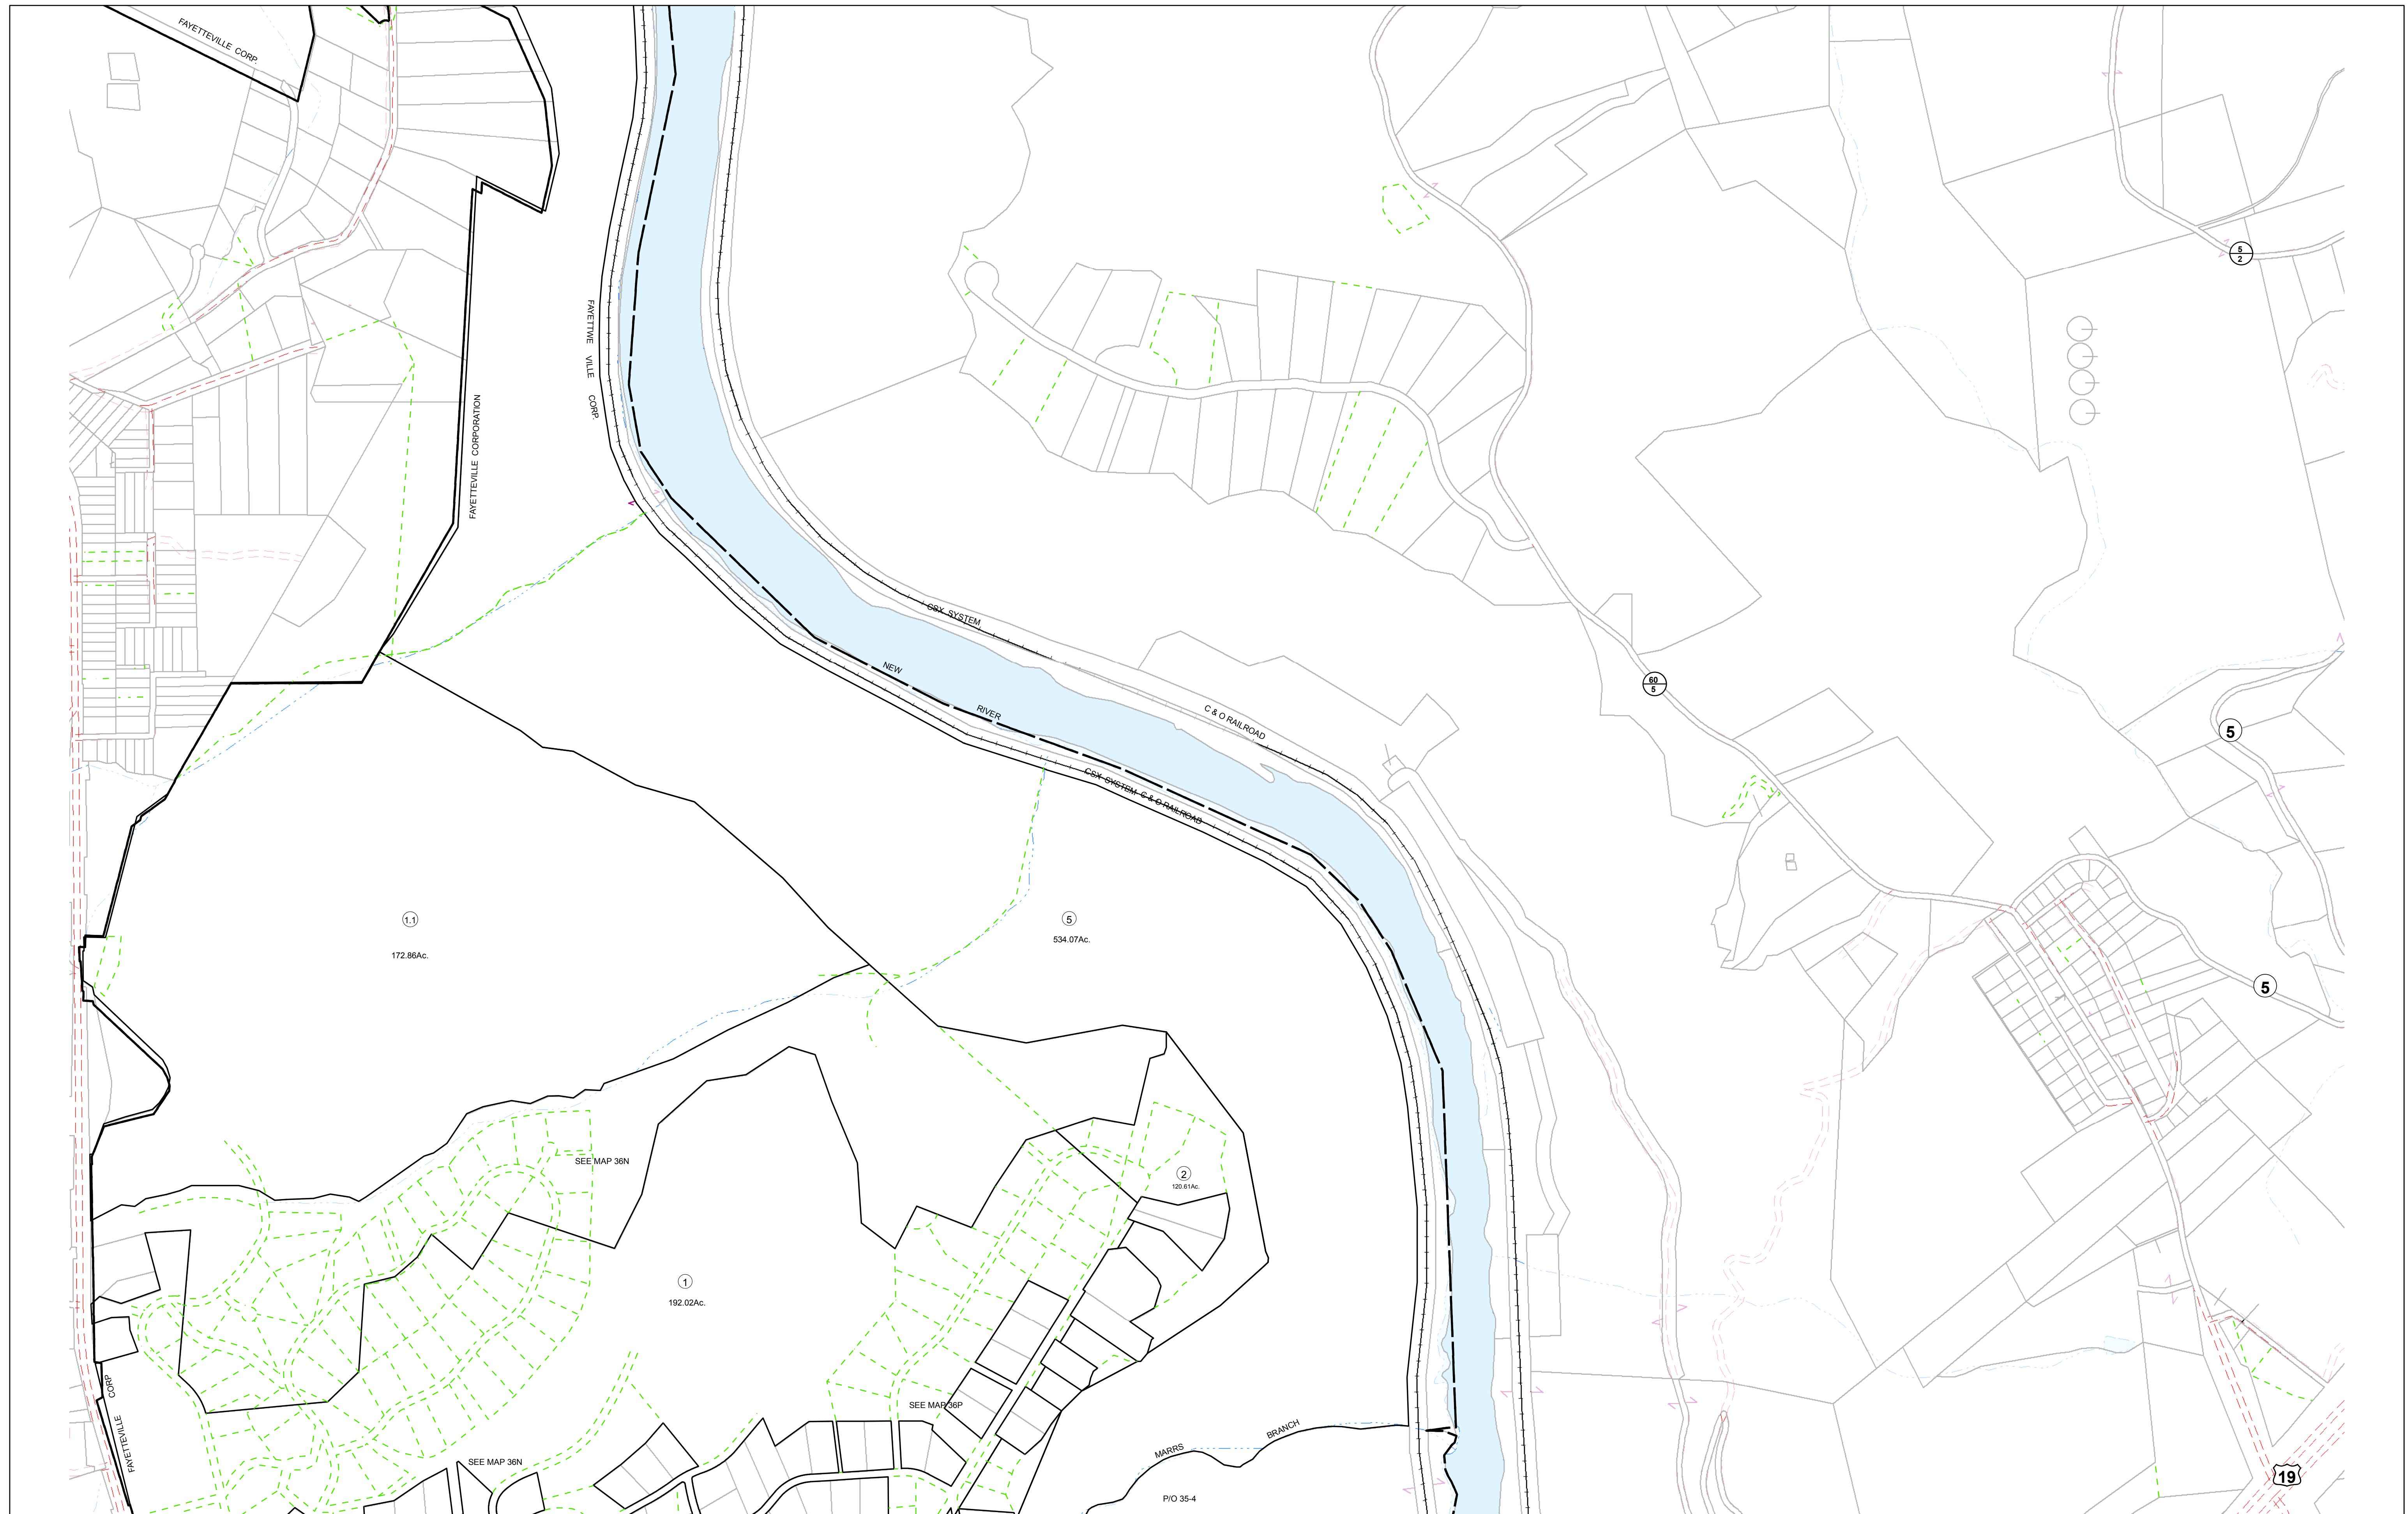 FAYETTEVILLE CORP.
5
2
FAYETTWE VILLE CORP.
FAYETTEVILLE CORPORATION
CSX SYSTEM
NEW
RIVER
C & O RAILROAD
60
5
5
CSX SYSTEM C & O RAILROAD
1.1
172.86Ac.
5
534.07Ac.
5
SEE MAP 36N
2
120.61Ac.
1
192.02Ac.
FAYETTEVILLE CORP
SEE MAP 36P
SEE MAP 36N
MARRS BRANCH
P/O 35-4
19